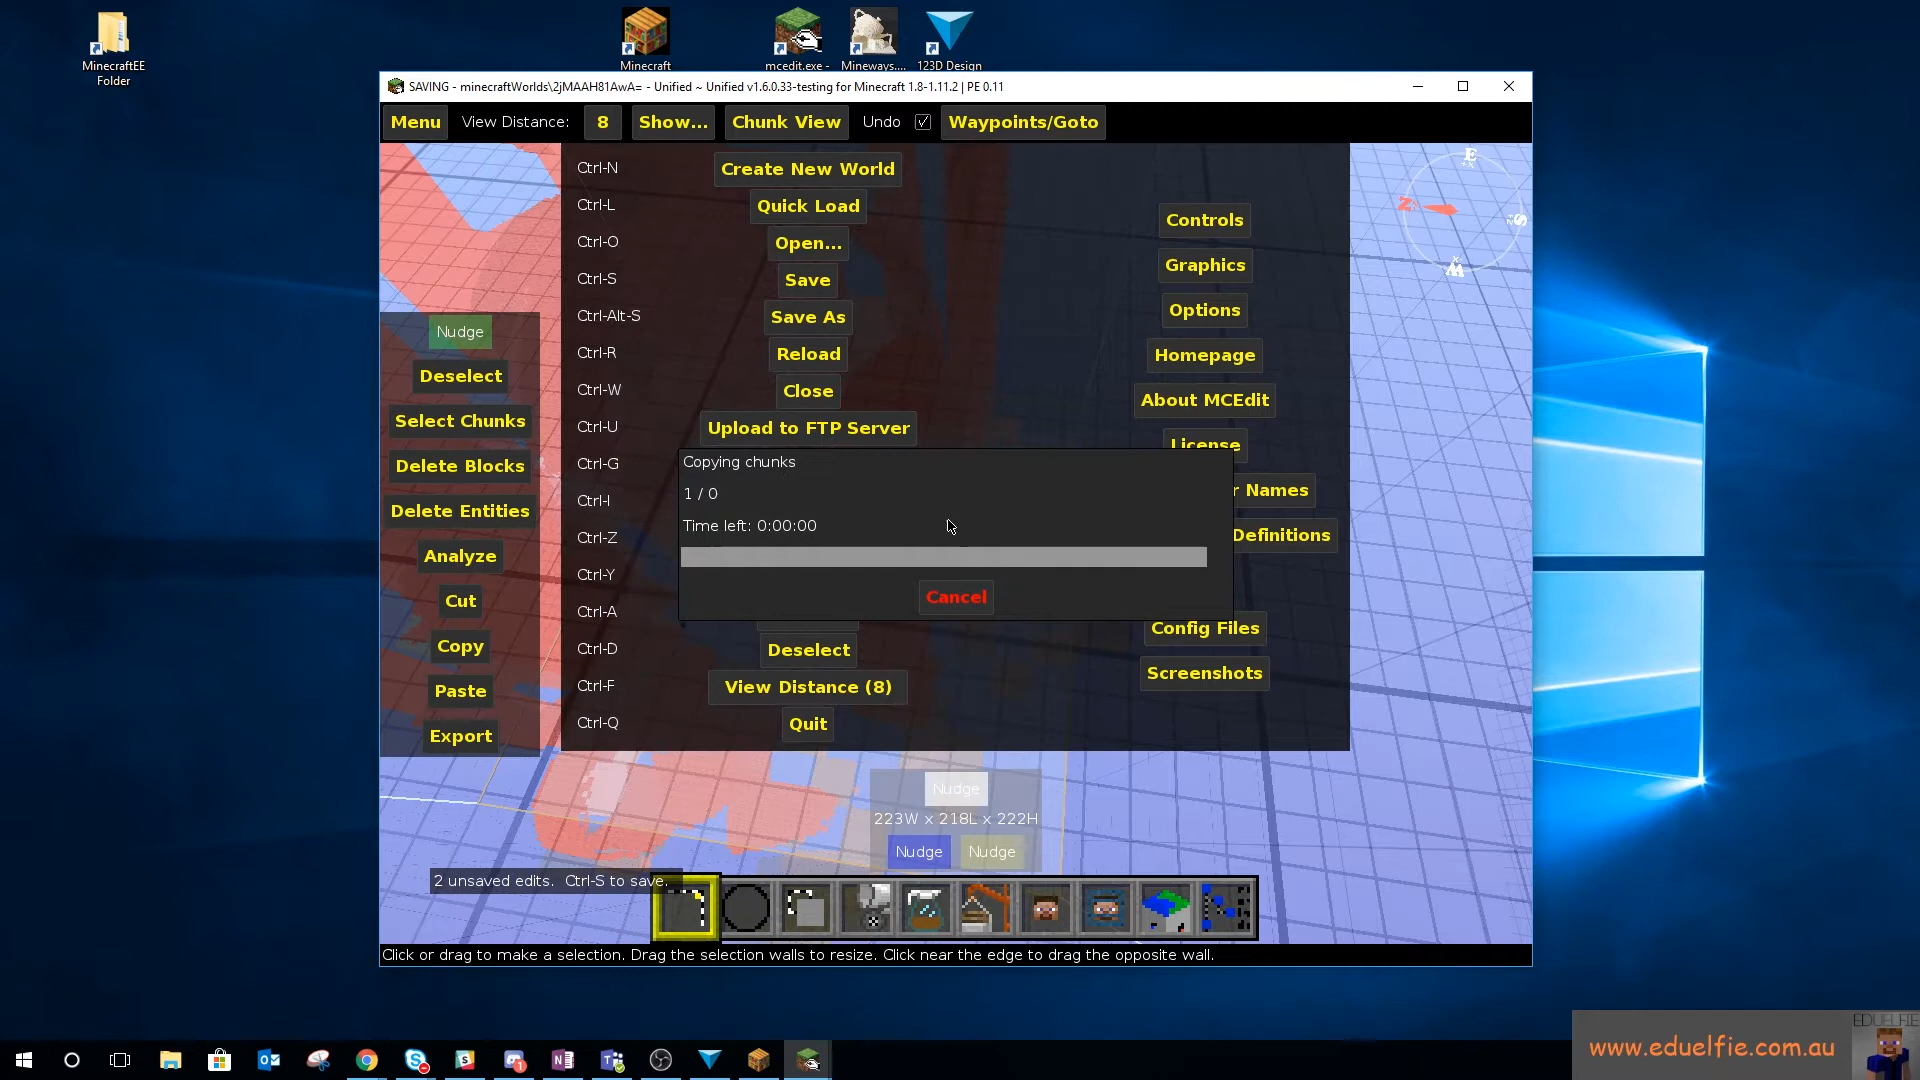 MinecraftEE
Folder
Minecraft
mcedit.exe -
Mineways....
123D Design
SAVING - minecraftWorlds\2jMAAH81AwA= - Unified ~ Unified v1.6.0.33-testing for Minecraft 1.8-1.11.2 | PE 0.11
Menu View Distance: 8 Show... Chunk View Undo Waypoints/Goto
Ctrl-N Create New World
Ctrl-L Quick Load
Ctrl-O Open...
Ctrl-S Save
Ctrl-Alt-S Save As
Ctrl-R Reload
Ctrl-W Close
Ctrl-U Upload to FTP Server
Ctrl-G
Ctrl-I
Ctrl-Z
Ctrl-Y
Ctrl-A
Ctrl-D Deselect
Ctrl-F View Distance (8)
Ctrl-Q Quit
Controls
Graphics
Options
Homepage
About MCEdit
License
r Names
Definitions
Config Files
Screenshots
E
+X
Z
S
X
W
Nudge
Deselect
Select Chunks
Delete Blocks
Delete Entities
Analyze
Cut
Copy
Paste
Export
Copying chunks
1 / 0
Time left: 0:00:00
Cancel
Nudge
223W x 218L x 222H
Nudge Nudge
2 unsaved edits. Ctrl-S to save.
Click or drag to make a selection. Drag the selection walls to resize. Click near the edge to drag the opposite wall.
www.eduelfie.com.au
EDUELFIE